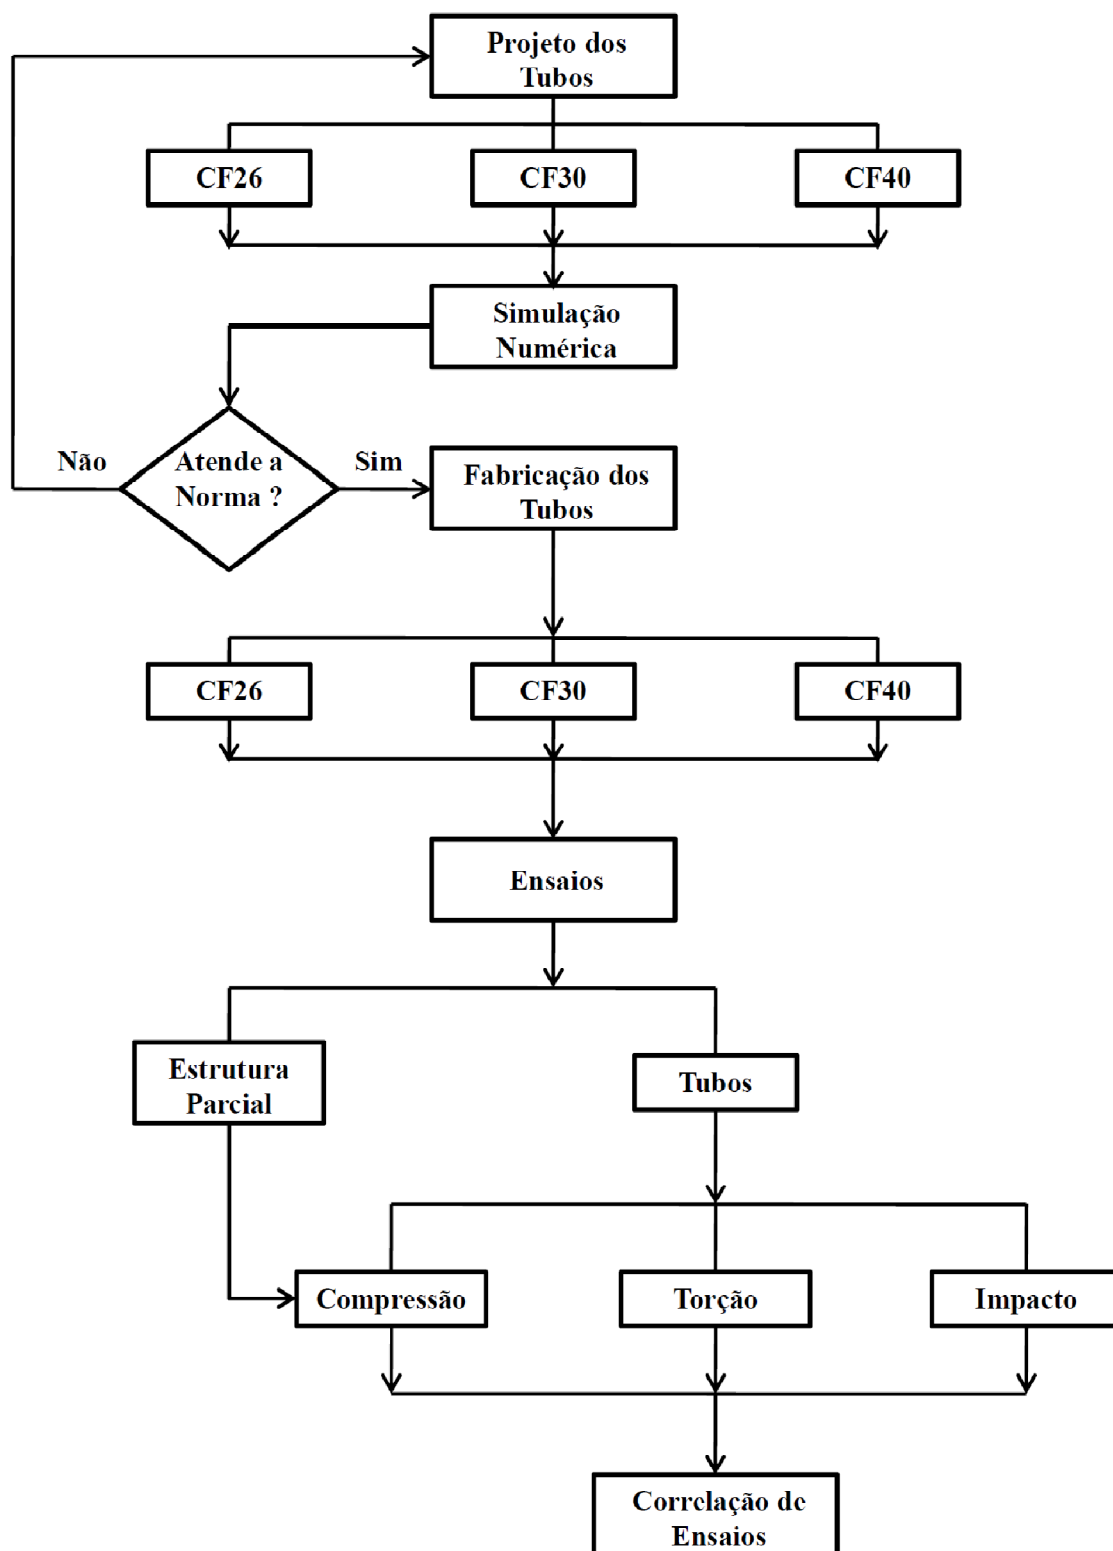 Projeto dos
Tubos
CF26
CF30
CF40
Simulação
Numérica
Não
Atende a
Norma ?
Sim
Fabricação dos
Tubos
CF26
CF30
CF40
Ensaios
Estrutura
Parcial
Tubos
Compressão
Torção
Impacto
Correlação de
Ensaios